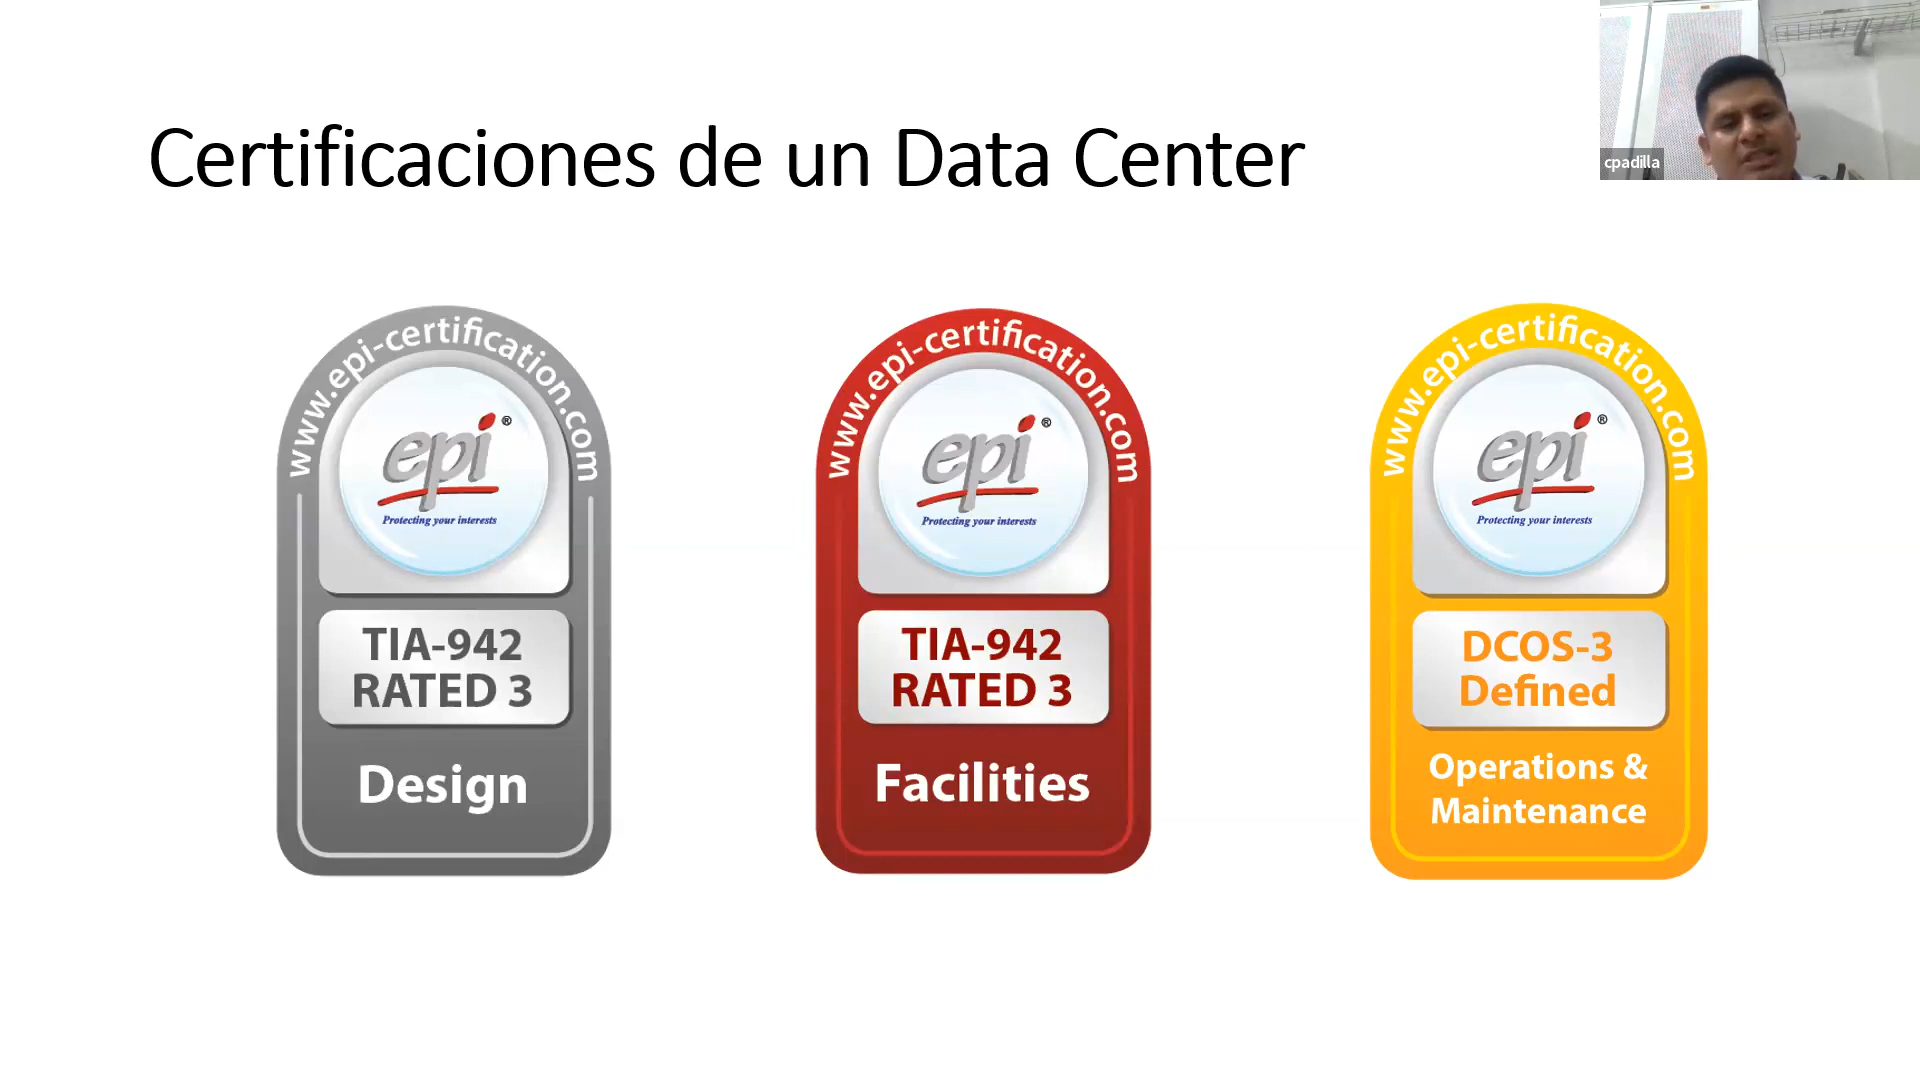 Certificaciones de un Data Center
cpadilla
www.epi-certification.com
epi®
Protecting your interests
TIA-942
RATED 3
Design
www.epi-certification.com
epi®
Protecting your interests
TIA-942
RATED 3
Facilities
www.epi-certification.com
epi®
Protecting your interests
DCOS-3
Defined
Operations &
Maintenance